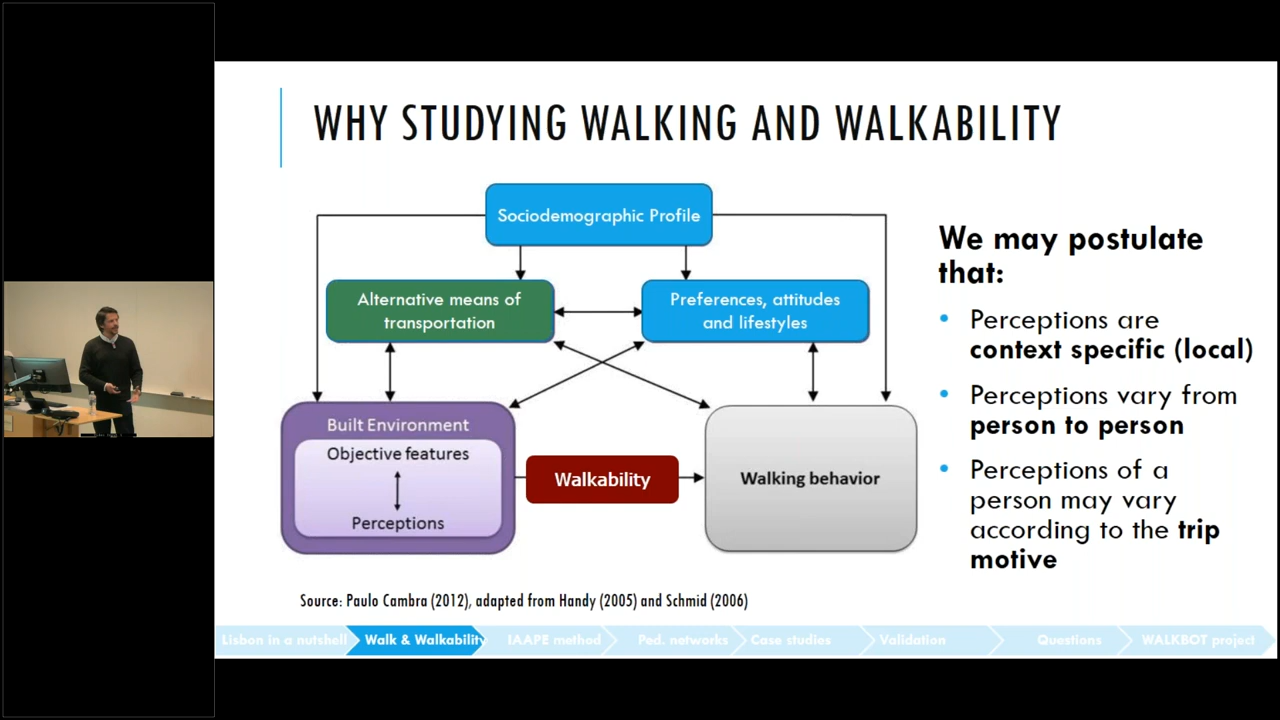 WHY STUDYING WALKING AND WALKABILITY
Sociodemographic Profile
Alternative means of
transportation
Preferences, attitudes
and lifestyles
Built Environment
Objective features
Perceptions
Walkability
Walking behavior
We may postulate
that:
• Perceptions are
context specific (local)
• Perceptions vary from
person to person
• Perceptions of a
person may vary
according to the trip
motive
Source: Paulo Cambra (2012), adapted from Handy (2005) and Schmid (2006)
Lisbon in a nutshell Walk & Walkability IAAPE method Ped. networks Case studies Validation Questions WALKBOT project